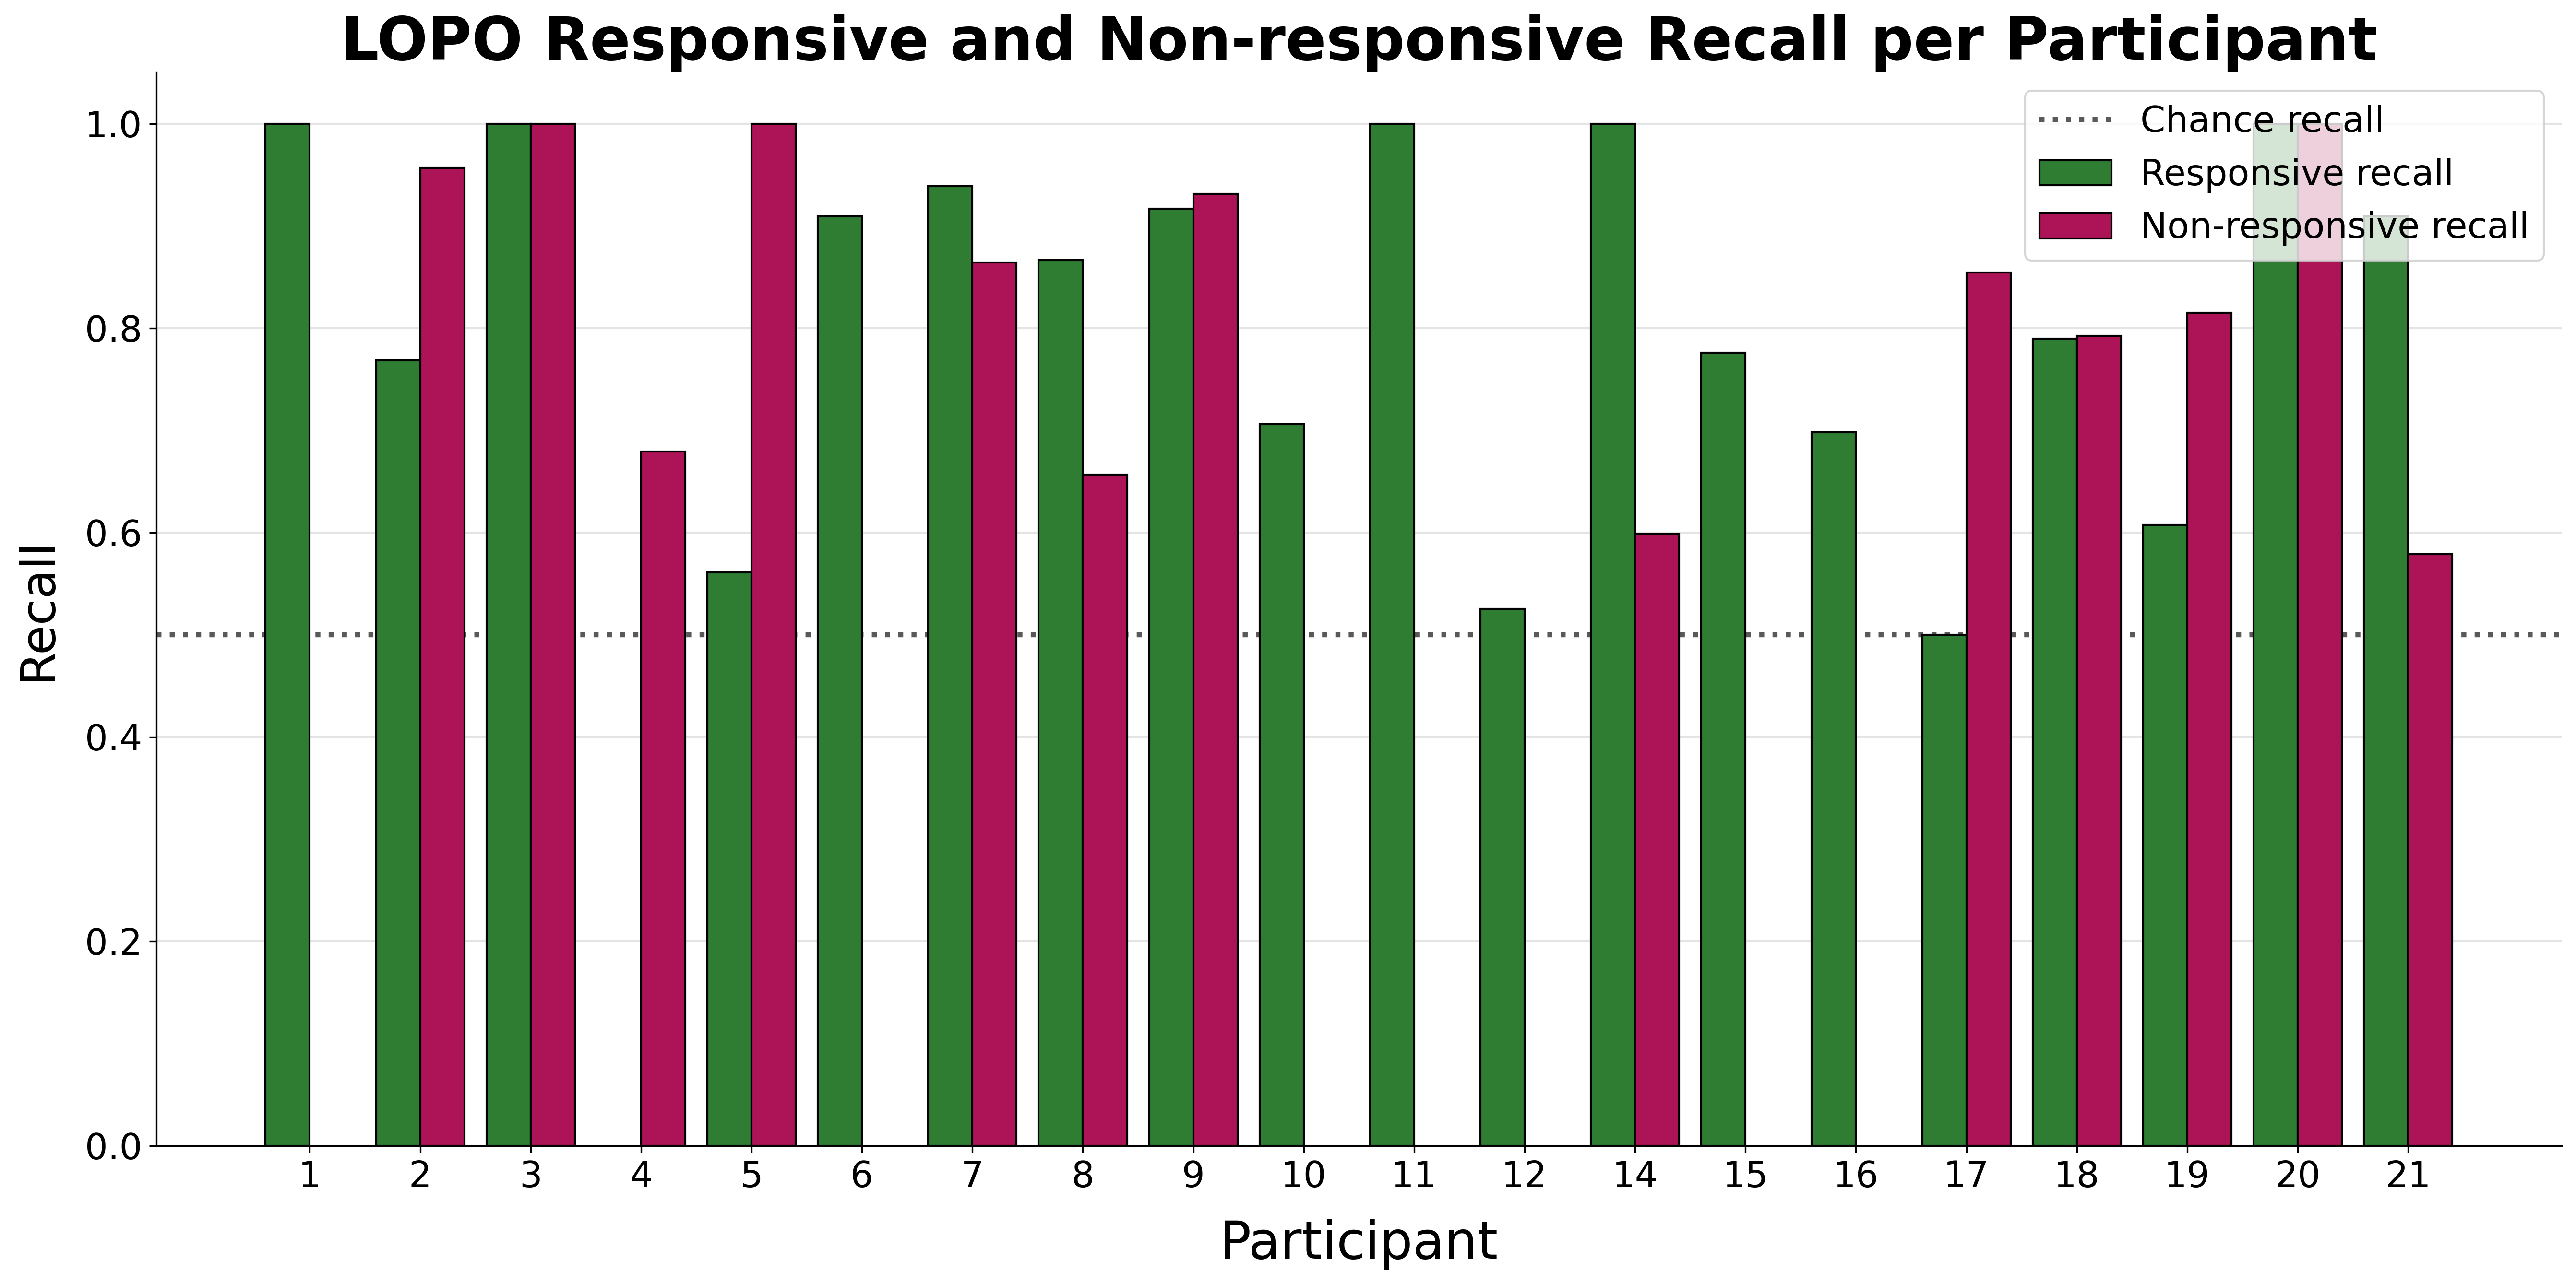 LOPO Responsive and Non-responsive Recall per Participant
Chance recall
Responsive recall
Non-responsive recall
Recall
1.0
0.8
0.6
0.4
0.2
0.0
1 2 3 4 5 6 7 8 9 10 11 12 14 15 16 17 18 19 20 21
Participant